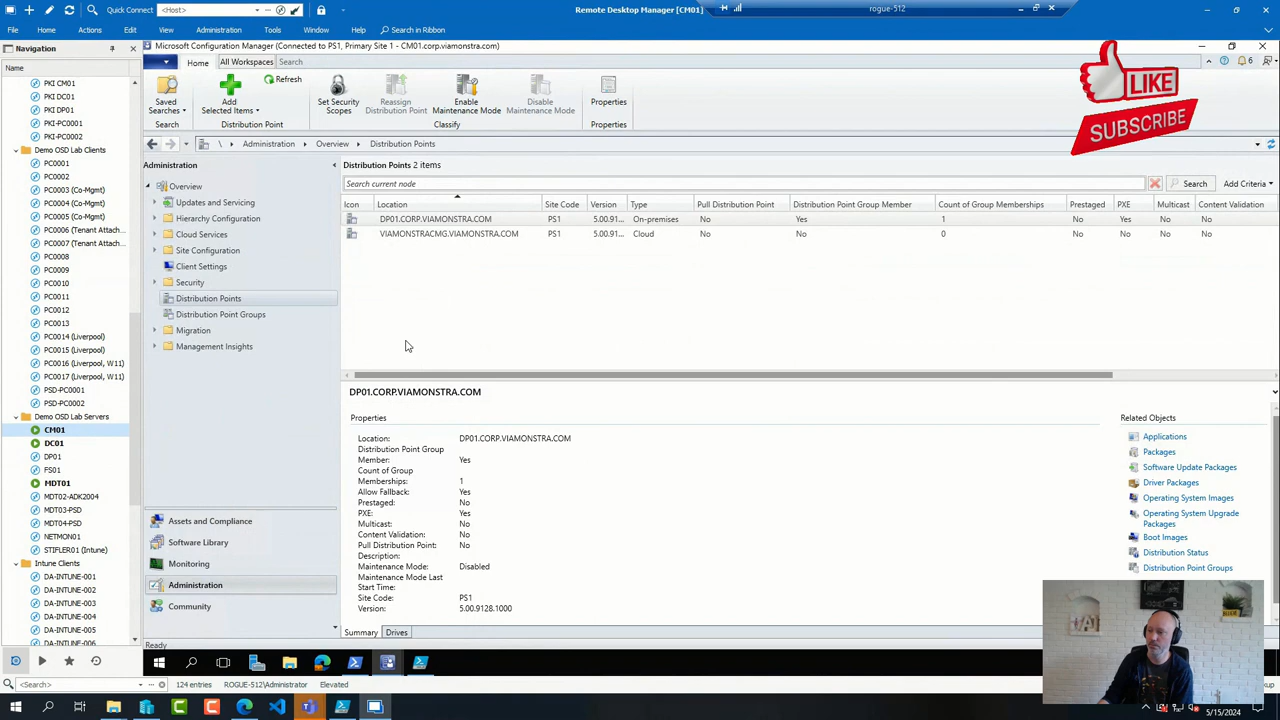 Quick Connect
<Host>
Remote Desktop Manager [CM01]
rogue-512
File
Home
Edit
View
Administration
Tools
Window
Help
Search in Ribbon
Actions
Navigation
Name
PKI CM01
PKI DC01
PKI DP01
PKI-PC0001
PKI-PC0002
Demo OSD Lab Clients
PC0001
PC0002
PC0003 (Co-Mgmt)
PC0004 (Co-Mgmt)
PC0005 (Co-Mgmt)
PC0006 (Tenant Attach...
PC0007 (Tenant Attach...
PC0008
PC0009
PC0010
PC0011
PC0012
PC0013
PC0014 (Liverpool)
PC0015 (Liverpool)
PC0016 (Liverpool, W11)
PC0017 (Liverpool, W11)
PSD-PC0001
PSD-PC0002
Demo OSD Lab Servers
CM01
DC01
DP01
FS01
MDT01
MDT02-ADK2004
MDT03-PSD
MDT04-PSD
NETMON01
STIFLER01 (Intune)
Intune Clients
DA-INTUNE-001
DA-INTUNE-002
DA-INTUNE-003
DA-INTUNE-004
DA-INTUNE-005
DA-INTUNE-006
<Search>
124 entries
ROGUE-512\Administrator
Elevated
Microsoft Configuration Manager (Connected to PS1, Primary Site 1 - CM01.corp.viamonstra.com)
Home
All Workspaces
Search
6
Saved Searches
Add Selected Items
Refresh
Set Security Scopes
Reassign Distribution Point
Enable Maintenance Mode
Disable Maintenance Mode
Properties
Search
Distribution Point
Classify
Properties
LIKE
SUBSCRIBE
\ Administration Overview Distribution Points
Administration
Overview
Updates and Servicing
Hierarchy Configuration
Cloud Services
Site Configuration
Client Settings
Security
Distribution Points
Distribution Point Groups
Migration
Management Insights
Assets and Compliance
Software Library
Monitoring
Administration
Community
Distribution Points 2 items
Search current node
Search
Add Criteria
Icon Location Site Code Version Type Pull Distribution Point Distribution Point Group Member Count of Group Memberships Prestaged PXE Multicast Content Validation
DP01.CORP.VIAMONSTRA.COM PS1 5.00.91... On-premises No Yes 1 No Yes No No
VIAMONSTRACMG.VIAMONSTRA.COM PS1 5.00.91... Cloud No No 0 No No No No
DP01.CORP.VIAMONSTRA.COM
Properties
Location: DP01.CORP.VIAMONSTRA.COM
Distribution Point Group
Member: Yes
Count of Group
Memberships: 1
Allow Fallback: Yes
Prestaged: No
PXE: Yes
Multicast: No
Content Validation: No
Pull Distribution Point: No
Description:
Maintenance Mode: Disabled
Maintenance Mode Last
Start Time:
Site Code: PS1
Version: 5.00.9128.1000
Related Objects
Applications
Packages
Software Update Packages
Driver Packages
Operating System Images
Operating System Upgrade
Packages
Boot Images
Distribution Status
Distribution Point Groups
Summary
Drives
Ready
5/15/2024